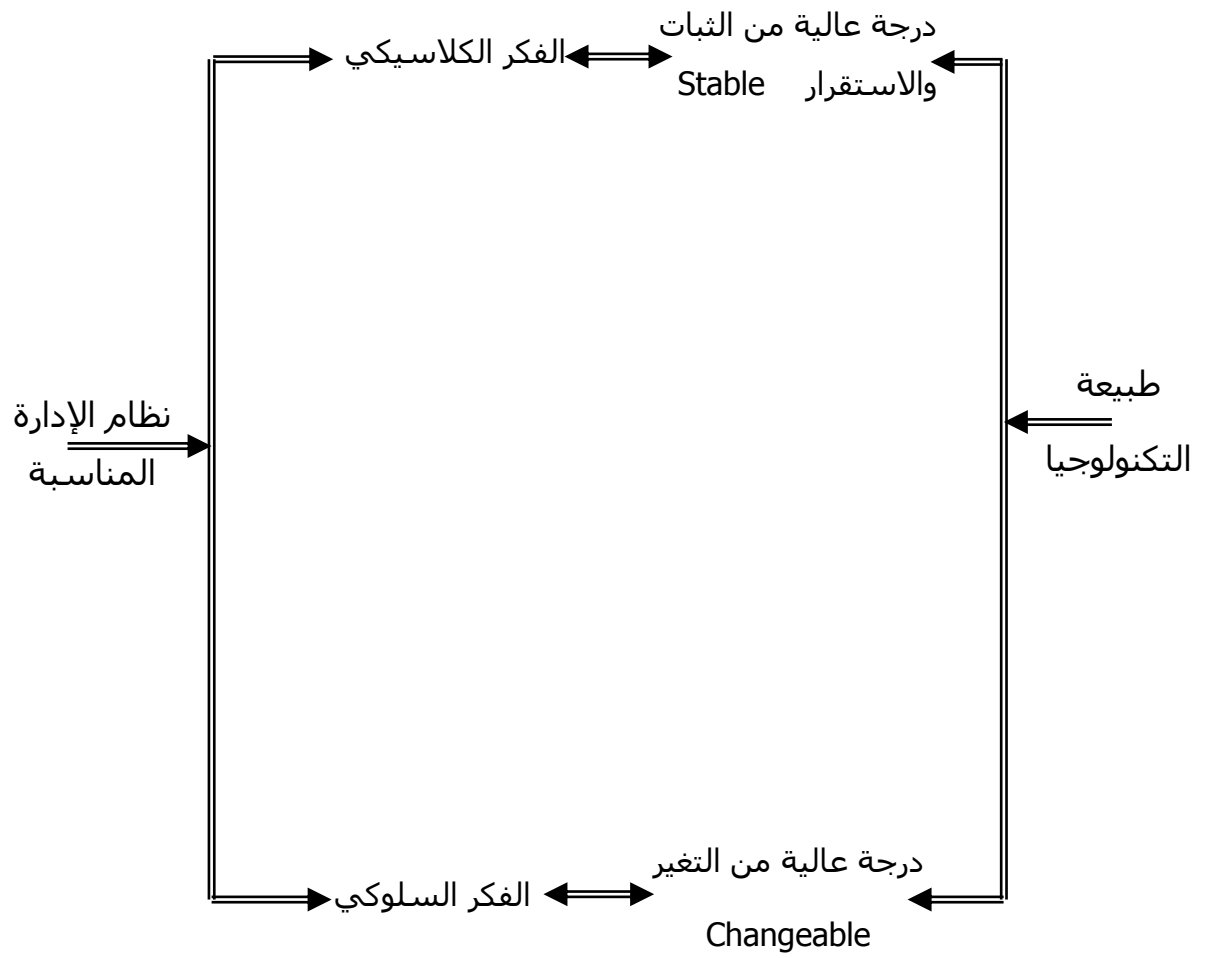 درجة عالية من الثبات
والاستقرار Stable
الفكر الكلاسيكي
طبيعة
التكنولوجيا
نظام الإدارة
المناسبة
درجة عالية من التغير
Changeable
الفكر السلوكي